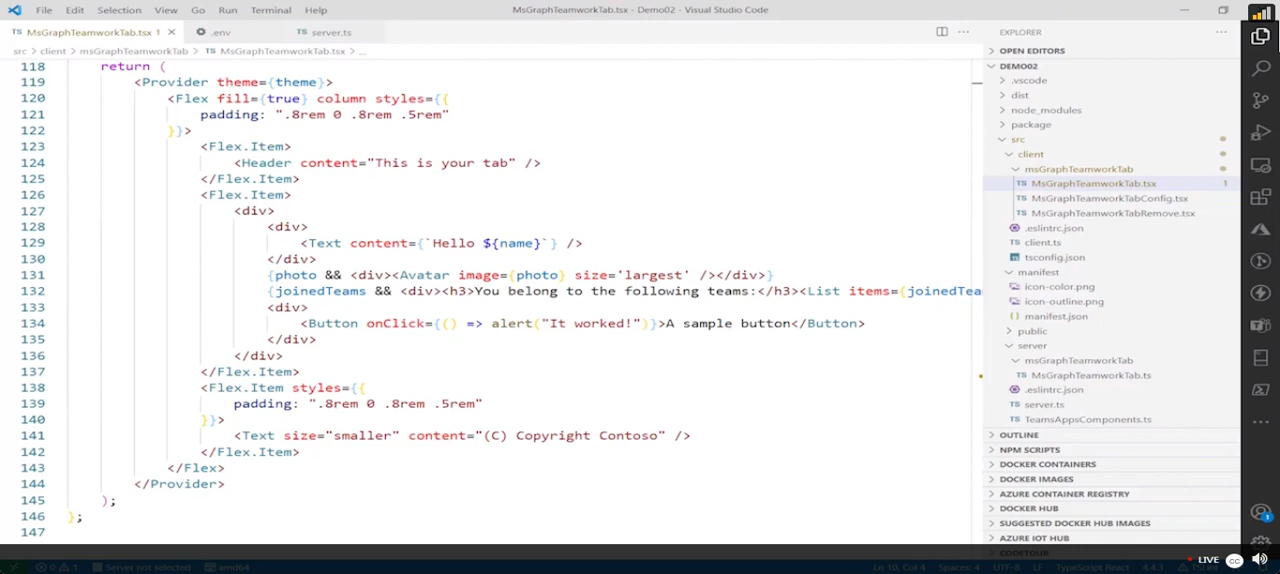 File Edit Selection View Go Run Terminal Help MsGraphTeamworkTab.tsx - Demo02 - Visual Studio Code
TS MsGraphTeamworkTab.tsx 1 .env TS server.ts
src > client > msGraphTeamworkTab > TS MsGraphTeamworkTab.tsx > ...
118 return (
119 <Provider theme={theme}>
120 <Flex fill={true} column styles={{
121 padding: ".8rem 0 .8rem .5rem"
122 }}>
123 <Flex.Item>
124 <Header content="This is your tab" />
125 </Flex.Item>
126 <Flex.Item>
127 <div>
128 <div>
129 <Text content={`Hello ${name}`} />
130 </div>
131 {photo && <div><Avatar image={photo} size='largest' /></div>}
132 {joinedTeams && <div><h3>You belong to the following teams:</h3><List items={joinedTea
133 <div>
134 <Button onClick={() => alert("It worked!")}>A sample button</Button>
135 </div>
136 </div>
137 </Flex.Item>
138 <Flex.Item styles={{
139 padding: ".8rem 0 .8rem .5rem"
140 }}>
141 <Text size="smaller" content="(C) Copyright Contoso" />
142 </Flex.Item>
143 </Flex>
144 </Provider>
145 );
146 };
147
EXPLORER
OPEN EDITORS
DEMO02
.vscode
dist
node_modules
package
src
client
msGraphTeamworkTab
TS MsGraphTeamworkTab.tsx 1
TS MsGraphTeamworkTabConfig.tsx
TS MsGraphTeamworkTabRemove.tsx
.eslintrc.json
TS client.ts
tsconfig.json
manifest
icon-color.png
icon-outline.png
{} manifest.json
public
server
msGraphTeamworkTab
TS MsGraphTeamworkTab.ts
.eslintrc.json
TS server.ts
TS TeamsAppsComponents.ts
OUTLINE
NPM SCRIPTS
DOCKER CONTAINERS
DOCKER IMAGES
AZURE CONTAINER REGISTRY
DOCKER HUB
SUGGESTED DOCKER HUB IMAGES
AZURE IOT HUB
CODETOUR
1
LIVE CC
0 1 Server not selected amd64 Ln 10, Col 4 Spaces: 4 UTF-8 LF TypeScript React 4.4.3 TSLint